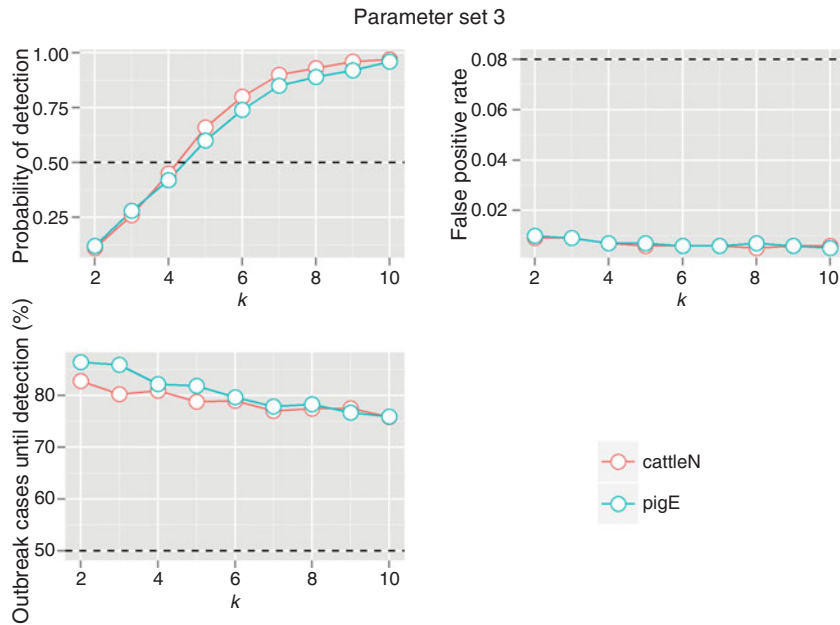 Parameter set 3
Probability of detection
1.00
0.75
0.50
0.25
2 4 6 8 10
k
False positive rate
0.08
0.06
0.04
0.02
2 4 6 8 10
k
Outbreak cases until detection (%)
80
70
60
50
2 4 6 8 10
k
cattleN
pigE